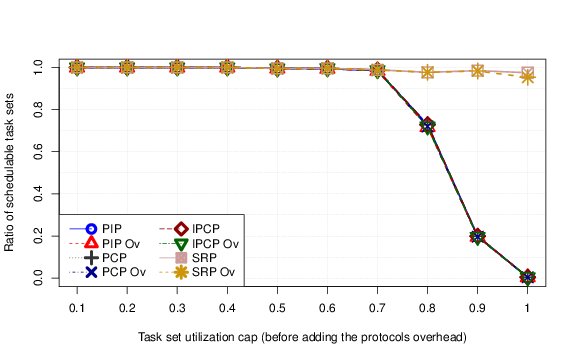 Ratio of schedulable task sets
1.0
0.8
0.6
0.4
0.2
0.0
PIP
PIP Ov
PCP
PCP Ov
IPCP
IPCP Ov
SRP
SRP Ov
0.1 0.2 0.3 0.4 0.5 0.6 0.7 0.8 0.9 1
Task set utilization cap (before adding the protocols overhead)